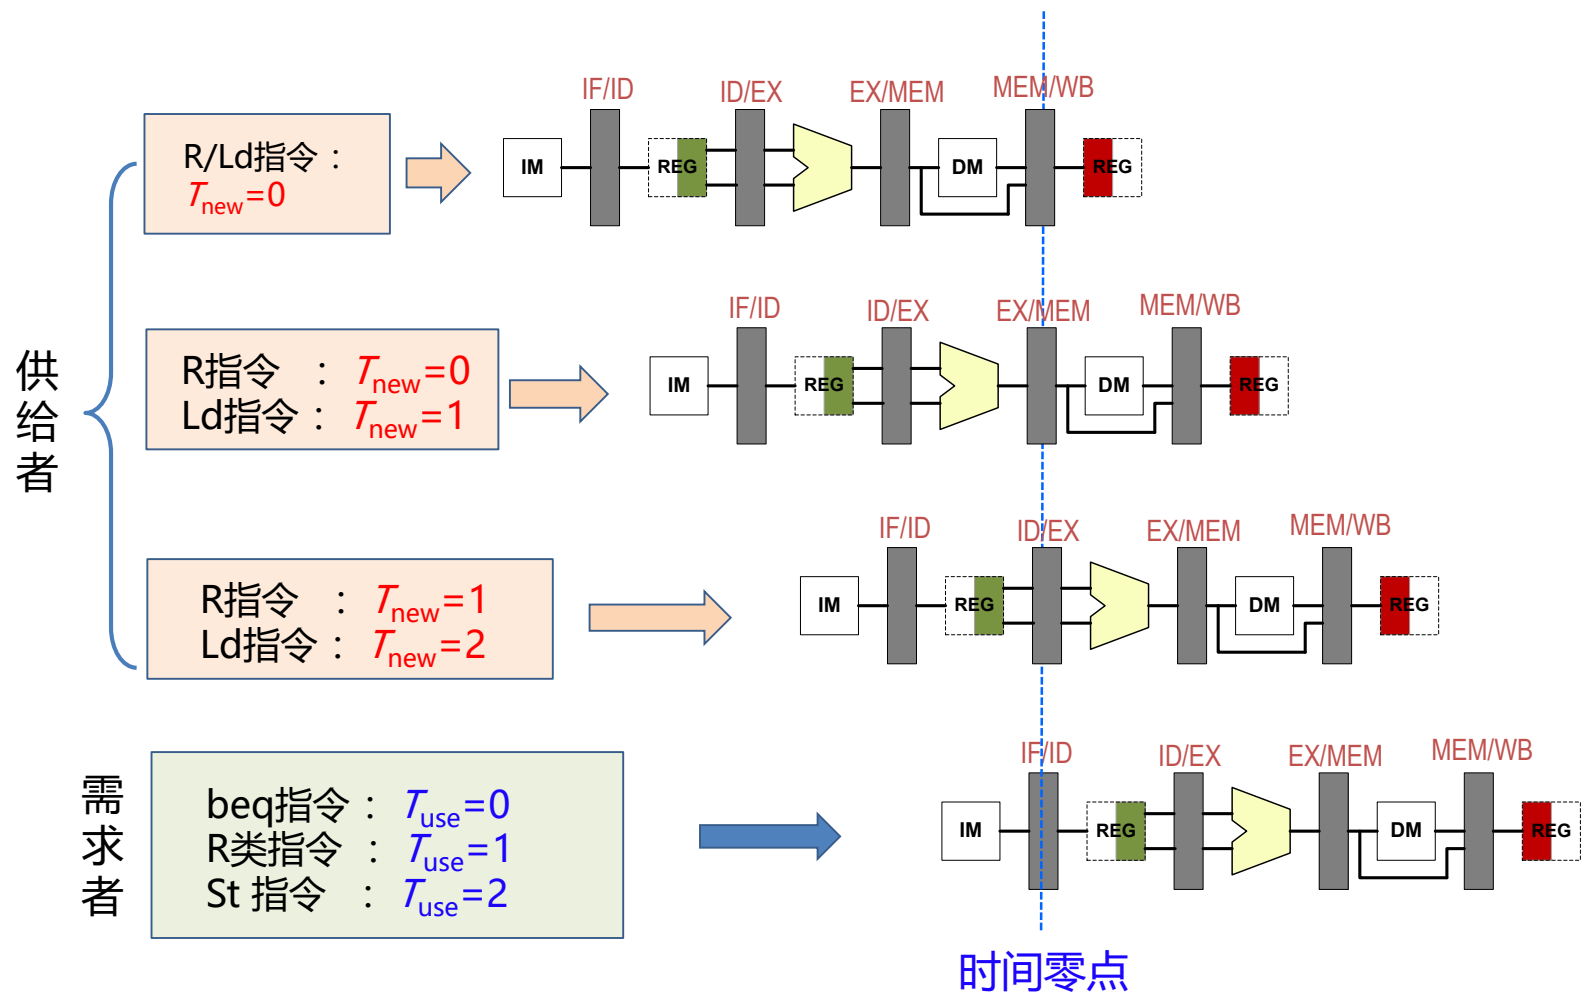 IF/ID ID/EX EX/MEM MEM/WB
R/Ld指令：
Tnew=0
IM REG DM REG
IF/ID ID/EX EX/MEM MEM/WB
R指令 ： Tnew=0
Ld指令： Tnew=1
IM REG DM REG
供给者
IF/ID ID/EX EX/MEM MEM/WB
R指令 ： Tnew=1
Ld指令： Tnew=2
IM REG DM REG
IF/ID ID/EX EX/MEM MEM/WB
需求者
beq指令： Tuse=0
R类指令： Tuse=1
St 指令 ： Tuse=2
IM REG DM REG
时间零点